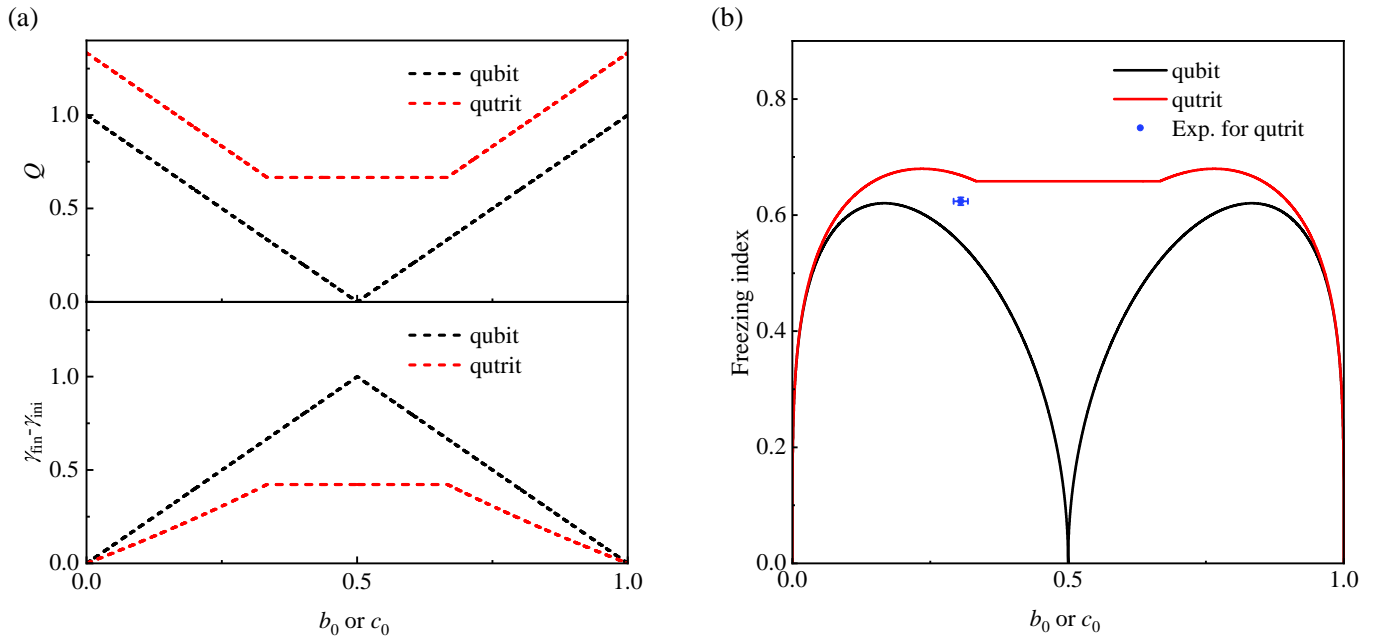 (a)
qubit
qutrit
1.0
Q
0.5
0.0
qubit
qutrit
1.0
γfin-γini
0.5
0.0
0.0 0.5 1.0
b0 or c0
(b)
qubit
qutrit
Exp. for qutrit
0.8
0.6
Freezing index
0.4
0.2
0.0
0.0 0.5 1.0
b0 or c0